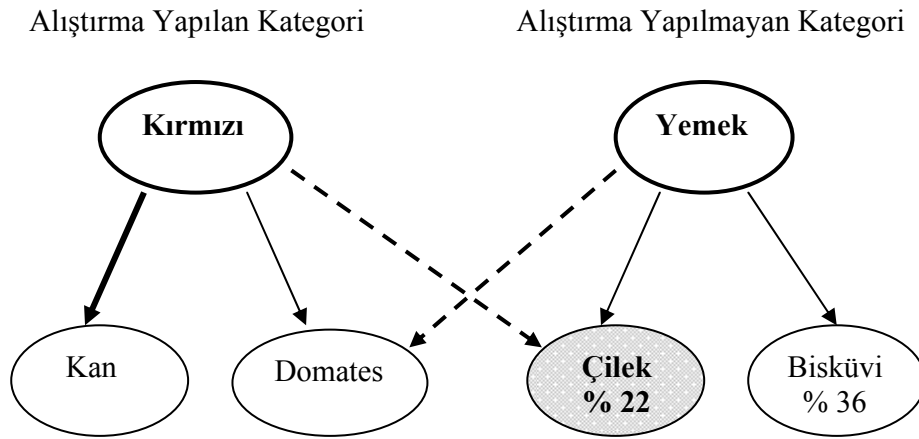 Alıştırma Yapılan Kategori
Alıştırma Yapılmayan Kategori
Kırmızı
Yemek
Kan
Domates
Çilek
% 22
Bisküvi
% 36